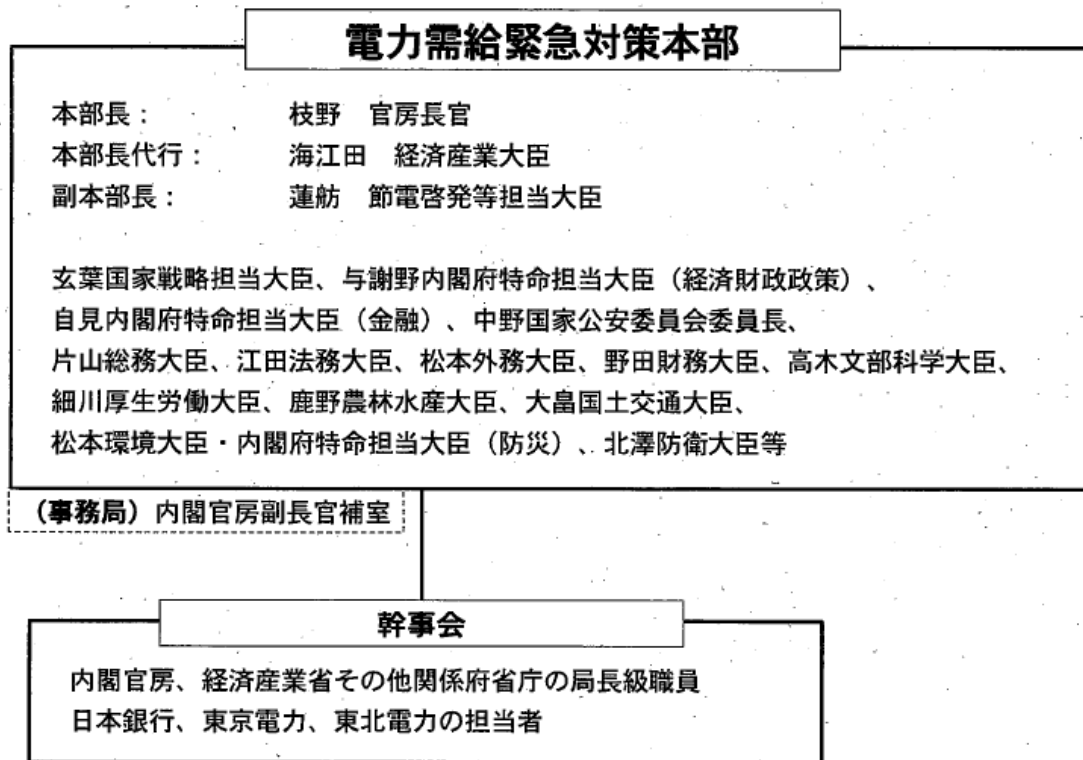 電力需給緊急対策本部
本部長： 枝野　官房長官
本部長代行： 海江田　経済産業大臣
副本部長： 蓮舫　節電啓発等担当大臣
玄葉国家戦略担当大臣、与謝野内閣府特命担当大臣（経済財政政策）、
自見内閣府特命担当大臣（金融）、中野国家公安委員会委員長、
片山総務大臣、江田法務大臣、松本外務大臣、野田財務大臣、高木文部科学大臣、
細川厚生労働大臣、鹿野農林水産大臣、大畠国土交通大臣、
松本環境大臣・内閣府特命担当大臣（防災）、北澤防衛大臣等
（事務局）内閣官房副長官補室
幹事会
内閣官房、経済産業省その他関係府省庁の局長級職員
日本銀行、東京電力、東北電力の担当者